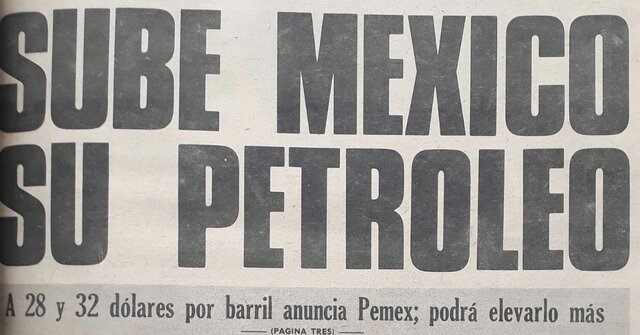 SUBE MEXICO
SU PETROLEO
A 28 y 32 dólares por barril anuncia Pemex; podrá elevarlo más
(PAGINA TRES)